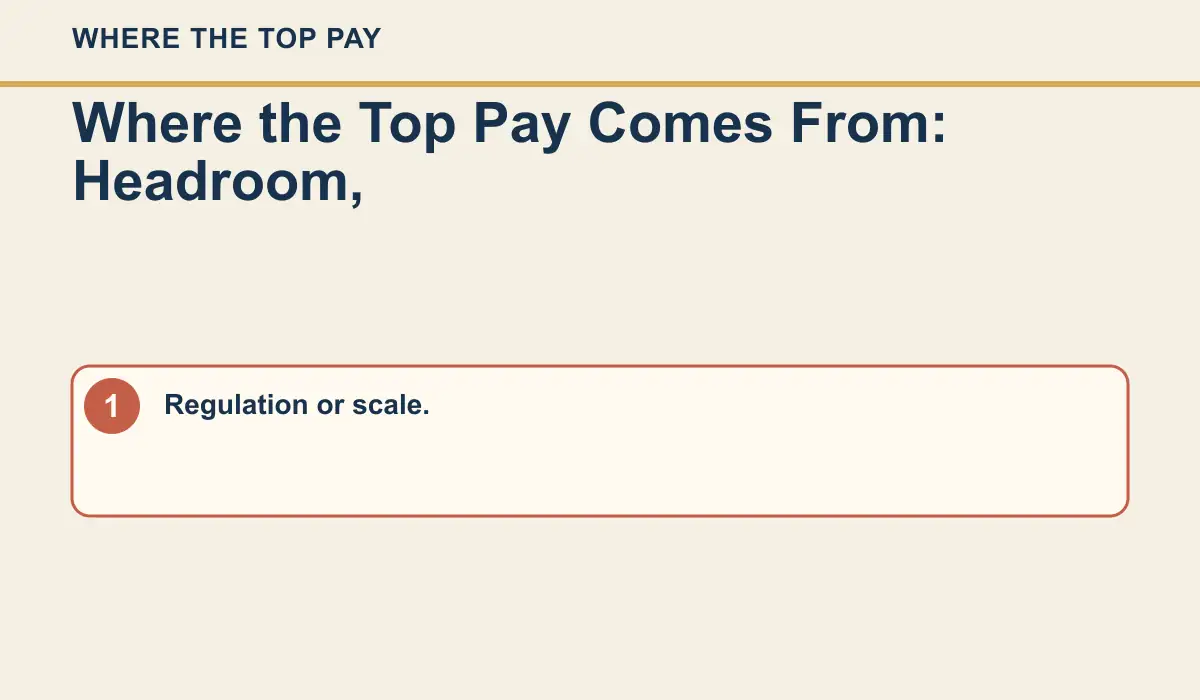 WHERE THE TOP PAY
Where the Top Pay Comes From:
Headroom,
1 Regulation or scale.